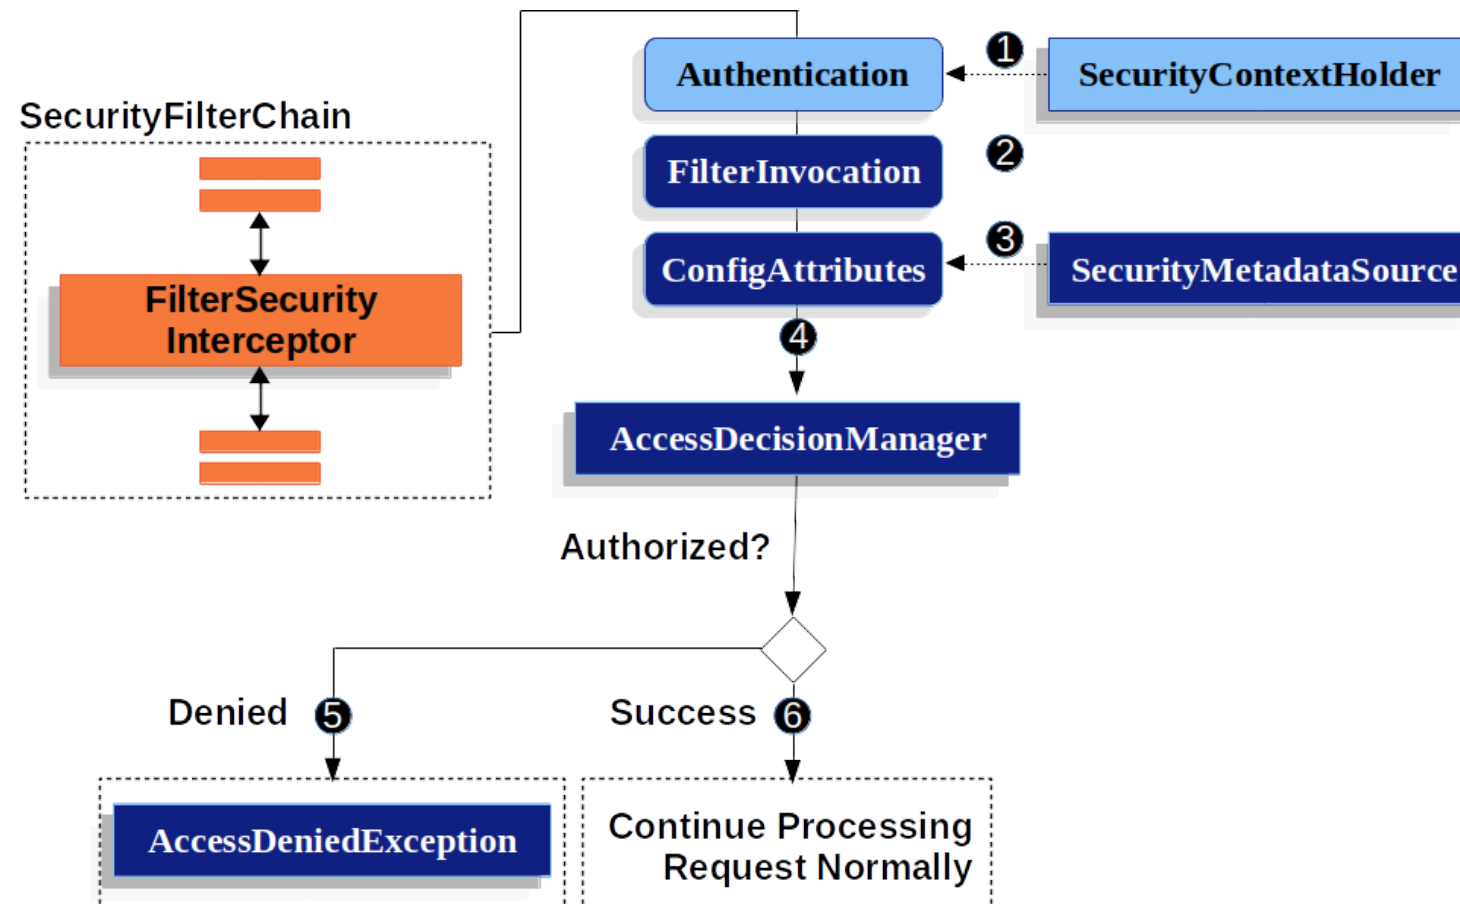 SecurityFilterChain
FilterSecurity
Interceptor
Authentication
1
SecurityContextHolder
FilterInvocation
2
ConfigAttributes
3
SecurityMetadataSource
4
AccessDecisionManager
Authorized?
Denied
5
Success
6
AccessDeniedException
Continue Processing
Request Normally